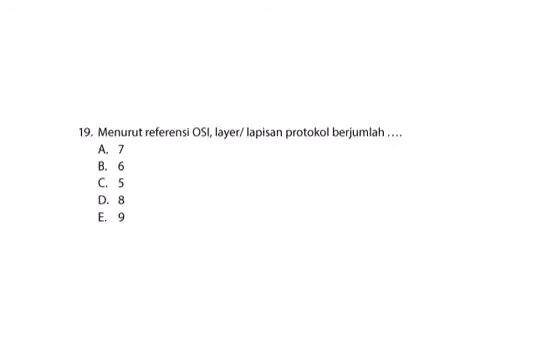 19. Menurut referensi OSI, layer/ lapisan protokol berjumlah ....
A. 7
B. 6
C. 5
D. 8
E. 9